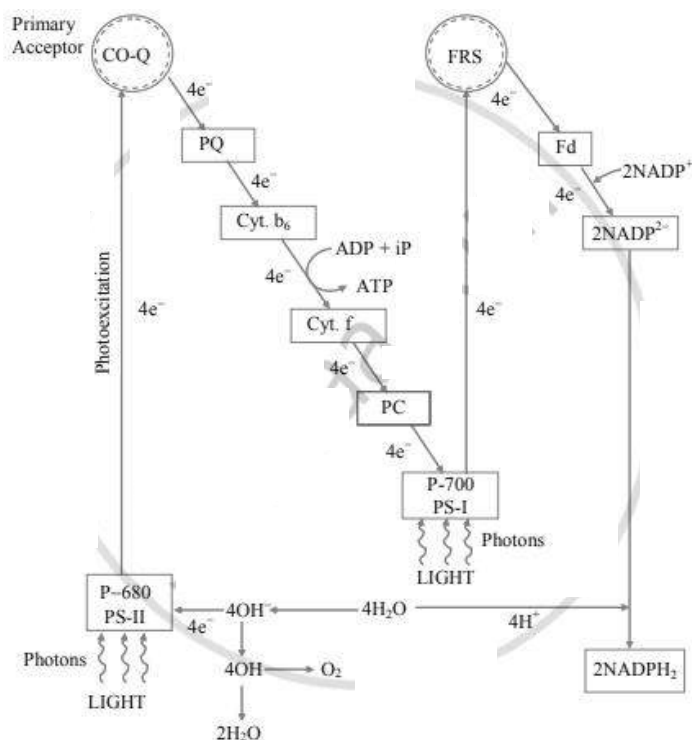 Primary
Acceptor
CO-Q
FRS
4e⁻
4e⁻
PQ
Fd
2NADP⁺
4e⁻
4e⁻
Cyt. b₆
2NADP²⁻
ADP + iP
4e⁻
ATP
Photoexcitation
4e⁻
4e⁻
Cyt. f
4e⁻
PC
4e⁻
P-700
PS-I
Photons
LIGHT
P-680
PS-II
4e⁻
4OH⁻
4H₂O
4H⁺
Photons
4OH
O₂
2NADPH₂
LIGHT
2H₂O